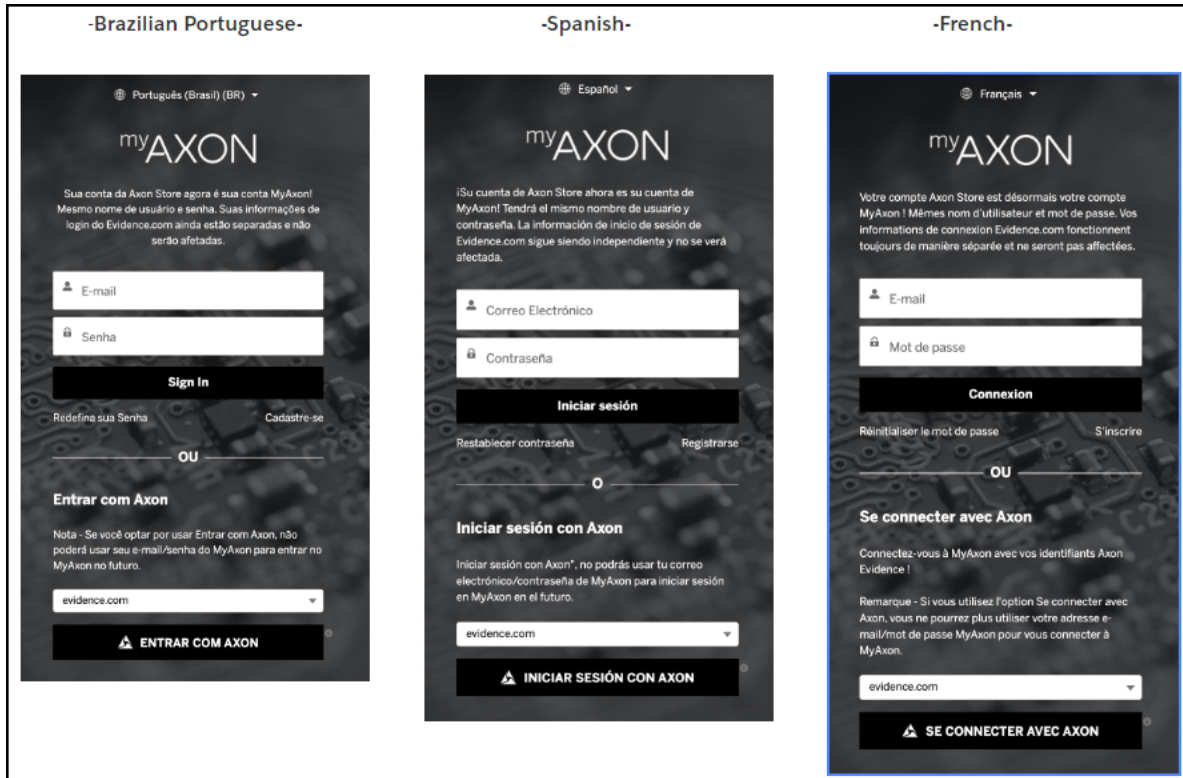 -Brazilian Portuguese-
Português (Brasil) (BR)
myAXON
Sua conta da Axon Store agora é sua conta MyAxon!
Mesmo nome de usuário e senha. Suas informações de
login do Evidence.com ainda estão separadas e não
serão afetadas.
E-mail
Senha
Sign In
Redefina sua Senha
Cadastre-se
OU
Entrar com Axon
Nota - Se você optar por usar Entrar com Axon, não
poderá usar seu e-mail/senha do MyAxon para entrar no
MyAxon no futuro.
evidence.com
ENTRAR COM AXON
-Spanish-
Español
myAXON
¡Su cuenta de Axon Store ahora es su cuenta de
MyAxon! Tendrá el mismo nombre de usuario y
contraseña. La información de inicio de sesión de
Evidence.com sigue siendo independiente y no se verá
afectada.
Correo Electrónico
Contraseña
Iniciar sesión
Restablecer contraseña
Registrarse
O
Iniciar sesión con Axon
Iniciar sesión con Axon", no podrás usar tu correo
electrónico/contraseña de MyAxon para iniciar sesión
en MyAxon en el futuro.
evidence.com
INICIAR SESIÓN CON AXON
-French-
Français
myAXON
Votre compte Axon Store est désormais votre compte
MyAxon ! Mêmes nom d'utilisateur et mot de passe. Vos
informations de connexion Evidence.com fonctionnent
toujours de manière séparée et ne seront pas affectées.
E-mail
Mot de passe
Connexion
Réinitialiser le mot de passe
S'inscrire
OU
Se connecter avec Axon
Connectez-vous à MyAxon avec vos identifiants Axon
Evidence !
Remarque - Si vous utilisez l'option Se connecter avec
Axon, vous ne pourrez plus utiliser votre adresse e-
mail/mot de passe MyAxon pour vous connecter à
MyAxon.
evidence.com
SE CONNECTER AVEC AXON